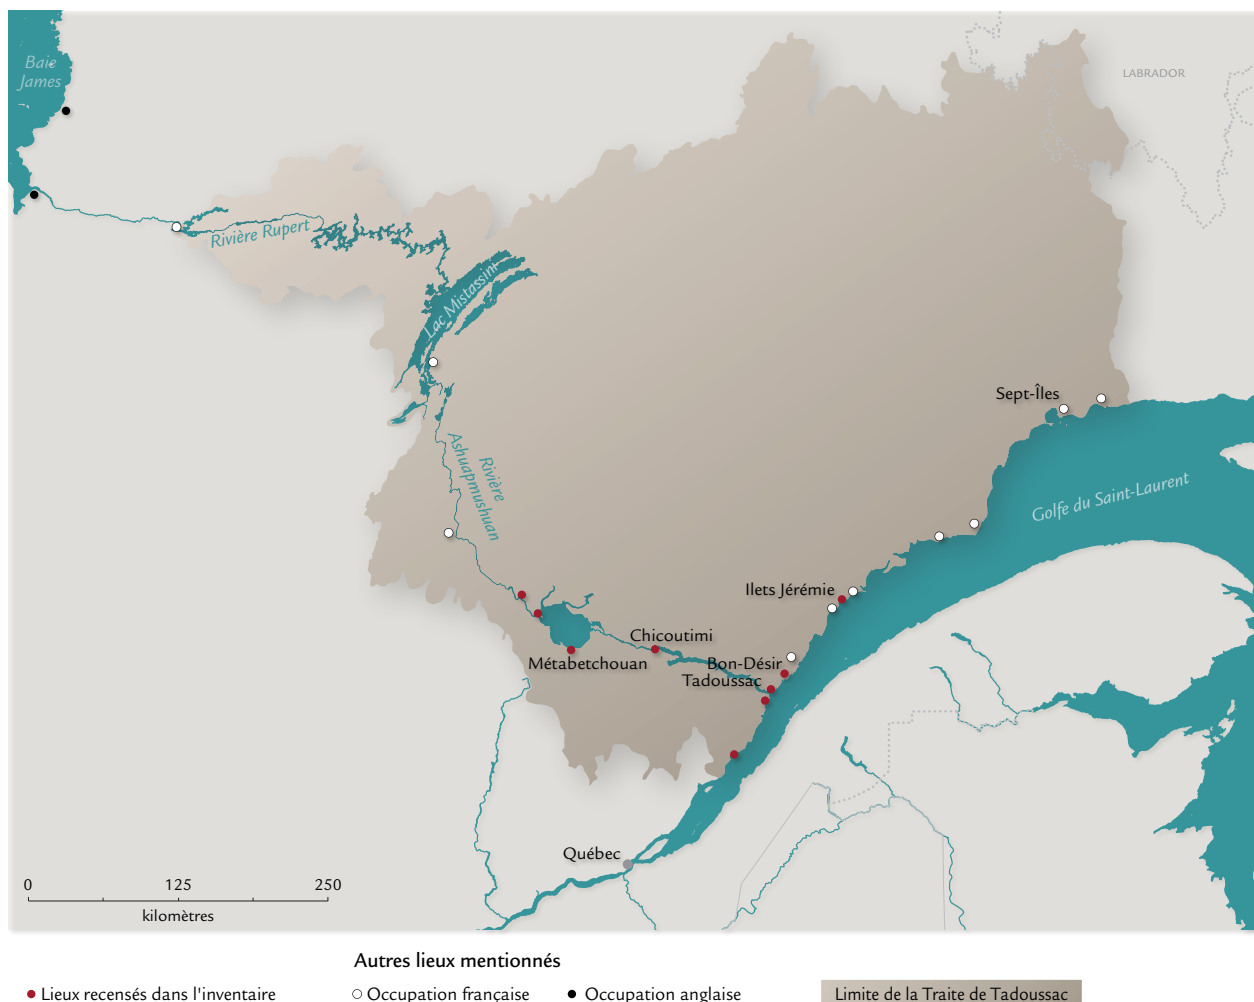 Baie
James
LABRADOR
Rivière Rupert
Lac Mistassini
Sept-Îles
Rivière
Ashuapmushuan
Golfe du Saint-Laurent
Ilets Jérémie
Chicoutimi
Métabetchouan
Bon-Désir
Tadoussac
Québec
0 125 250
kilomètres
Autres lieux mentionnés
Lieux recensés dans l'inventaire
Occupation française
Occupation anglaise
Limite de la Traite de Tadoussac